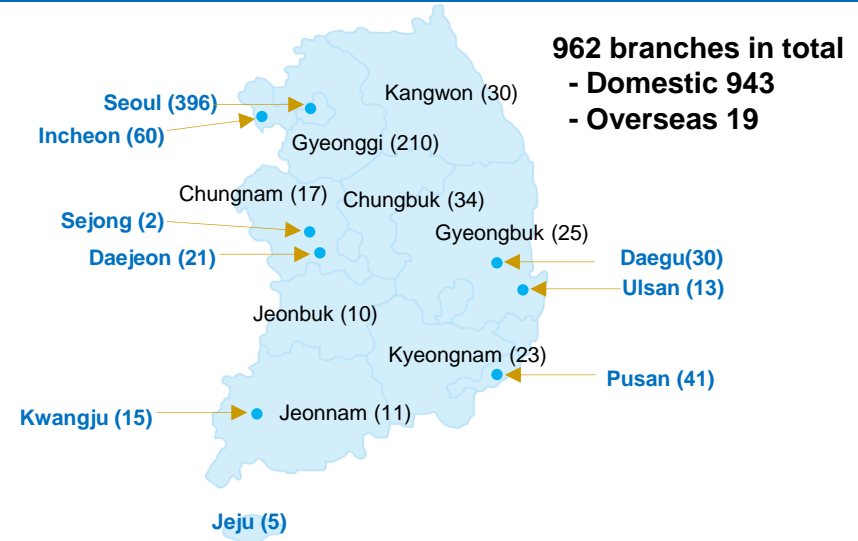 962 branches in total
- Domestic 943
- Overseas 19
Kangwon (30)
Seoul (396)
Incheon (60)
Gyeonggi (210)
Chungnam (17)
Chungbuk (34)
Sejong (2)
Gyeongbuk (25)
Daejeon (21)
Daegu(30)
Ulsan (13)
Jeonbuk (10)
Kyeongnam (23)
Pusan (41)
Kwangju (15)
Jeonnam (11)
Jeju (5)